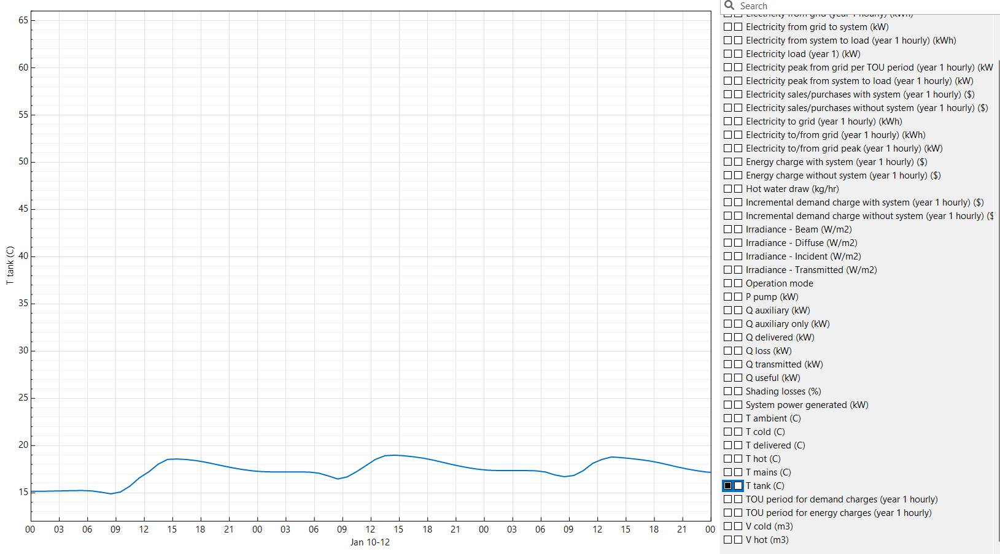 65
60
55
50
45
40
35
30
25
20
15
T tank (C)
00 03 06 09 12 15 18 21 00 03 06 09 12 15 18 21 00 03 06 09 12 15 18 21 00
Jan 10-12
Search
Electricity from grid (year 1 hourly) (kWh)
Electricity from grid to system (kW)
Electricity from system to load (year 1 hourly) (kWh)
Electricity load (year 1) (kW)
Electricity peak from grid per TOU period (year 1 hourly) (kW
Electricity peak from system to load (year 1 hourly) (kW)
Electricity sales/purchases with system (year 1 hourly) ($)
Electricity sales/purchases without system (year 1 hourly) ($)
Electricity to grid (year 1 hourly) (kWh)
Electricity to/from grid (year 1 hourly) (kWh)
Electricity to/from grid peak (year 1 hourly) (kW)
Energy charge with system (year 1 hourly) ($)
Energy charge without system (year 1 hourly) ($)
Hot water draw (kg/hr)
Incremental demand charge with system (year 1 hourly) ($)
Incremental demand charge without system (year 1 hourly) ($
Irradiance - Beam (W/m2)
Irradiance - Diffuse (W/m2)
Irradiance - Incident (W/m2)
Irradiance - Transmitted (W/m2)
Operation mode
P pump (kW)
Q auxiliary (kW)
Q auxiliary only (kW)
Q delivered (kW)
Q loss (kW)
Q transmitted (kW)
Q useful (kW)
Shading losses (%)
System power generated (kW)
T ambient (C)
T cold (C)
T delivered (C)
T hot (C)
T mains (C)
T tank (C)
TOU period for demand charges (year 1 hourly)
TOU period for energy charges (year 1 hourly)
V cold (m3)
V hot (m3)